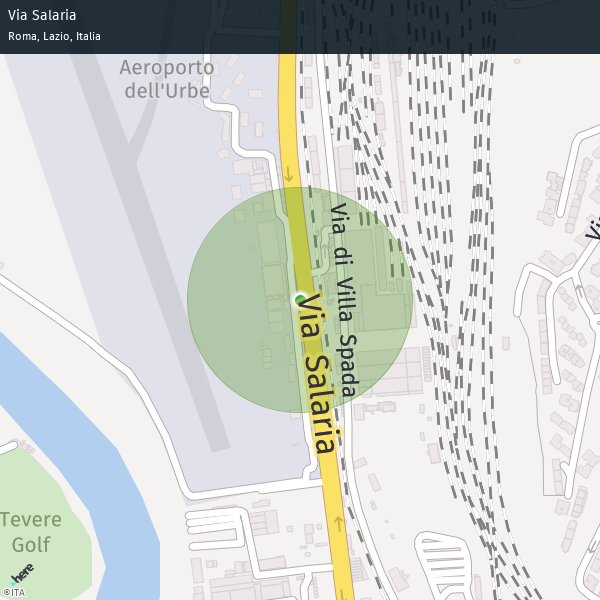 Via Salaria
Roma, Lazio, Italia
Aeroporto
dell'Urbe
Via di Villa Spada
Via Salaria
Tevere
Golf
here
©ITA